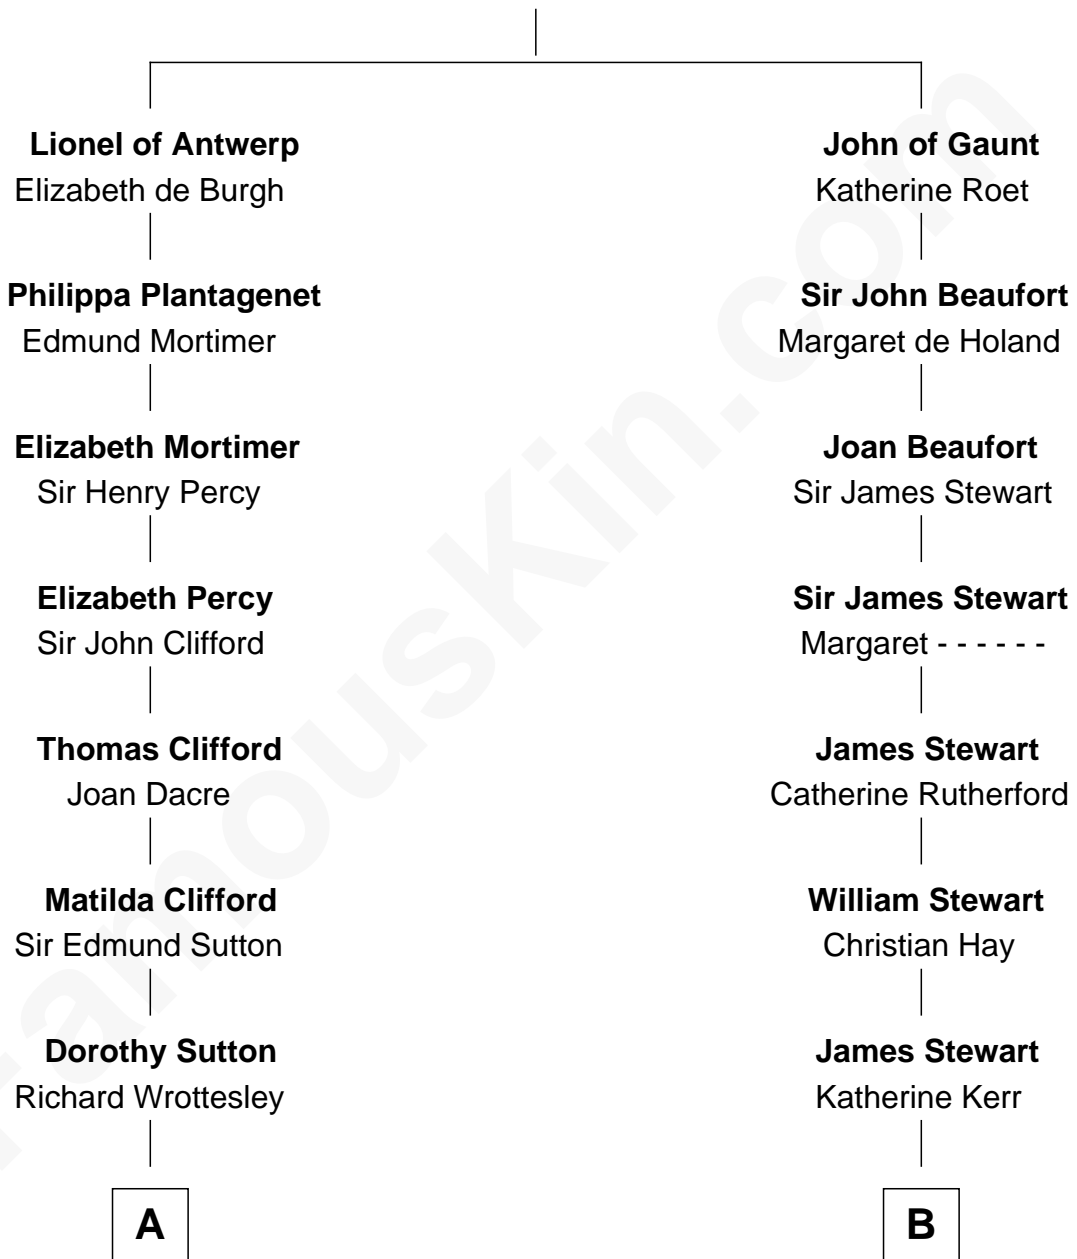 Lionel of Antwerp
Elizabeth de Burgh
Philippa Plantagenet
Edmund Mortimer
Elizabeth Mortimer
Sir Henry Percy
Elizabeth Percy
Sir John Clifford
Thomas Clifford
Joan Dacre
Matilda Clifford
Sir Edmund Sutton
Dorothy Sutton
Richard Wrottesley
A
John of Gaunt
Katherine Roet
Sir John Beaufort
Margaret de Holand
Joan Beaufort
Sir James Stewart
Sir James Stewart
Margaret - - - - - -
James Stewart
Catherine Rutherford
William Stewart
Christian Hay
James Stewart
Katherine Kerr
B
FamousKin.com